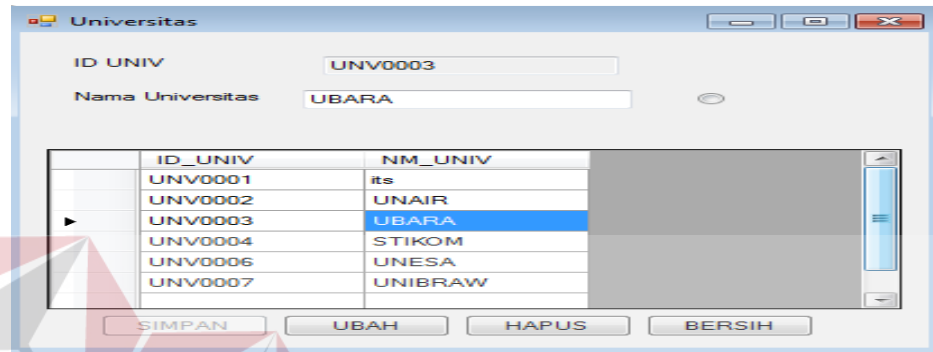 Universitas
ID UNIV UNV0003
Nama Universitas UBARA
ID_UNIV NM_UNIV
UNV0001 its
UNV0002 UNAIR
UNV0003 UBARA
UNV0004 STIKOM
UNV0006 UNESA
UNV0007 UNIBRAW
SIMPAN UBAH HAPUS BERSIH